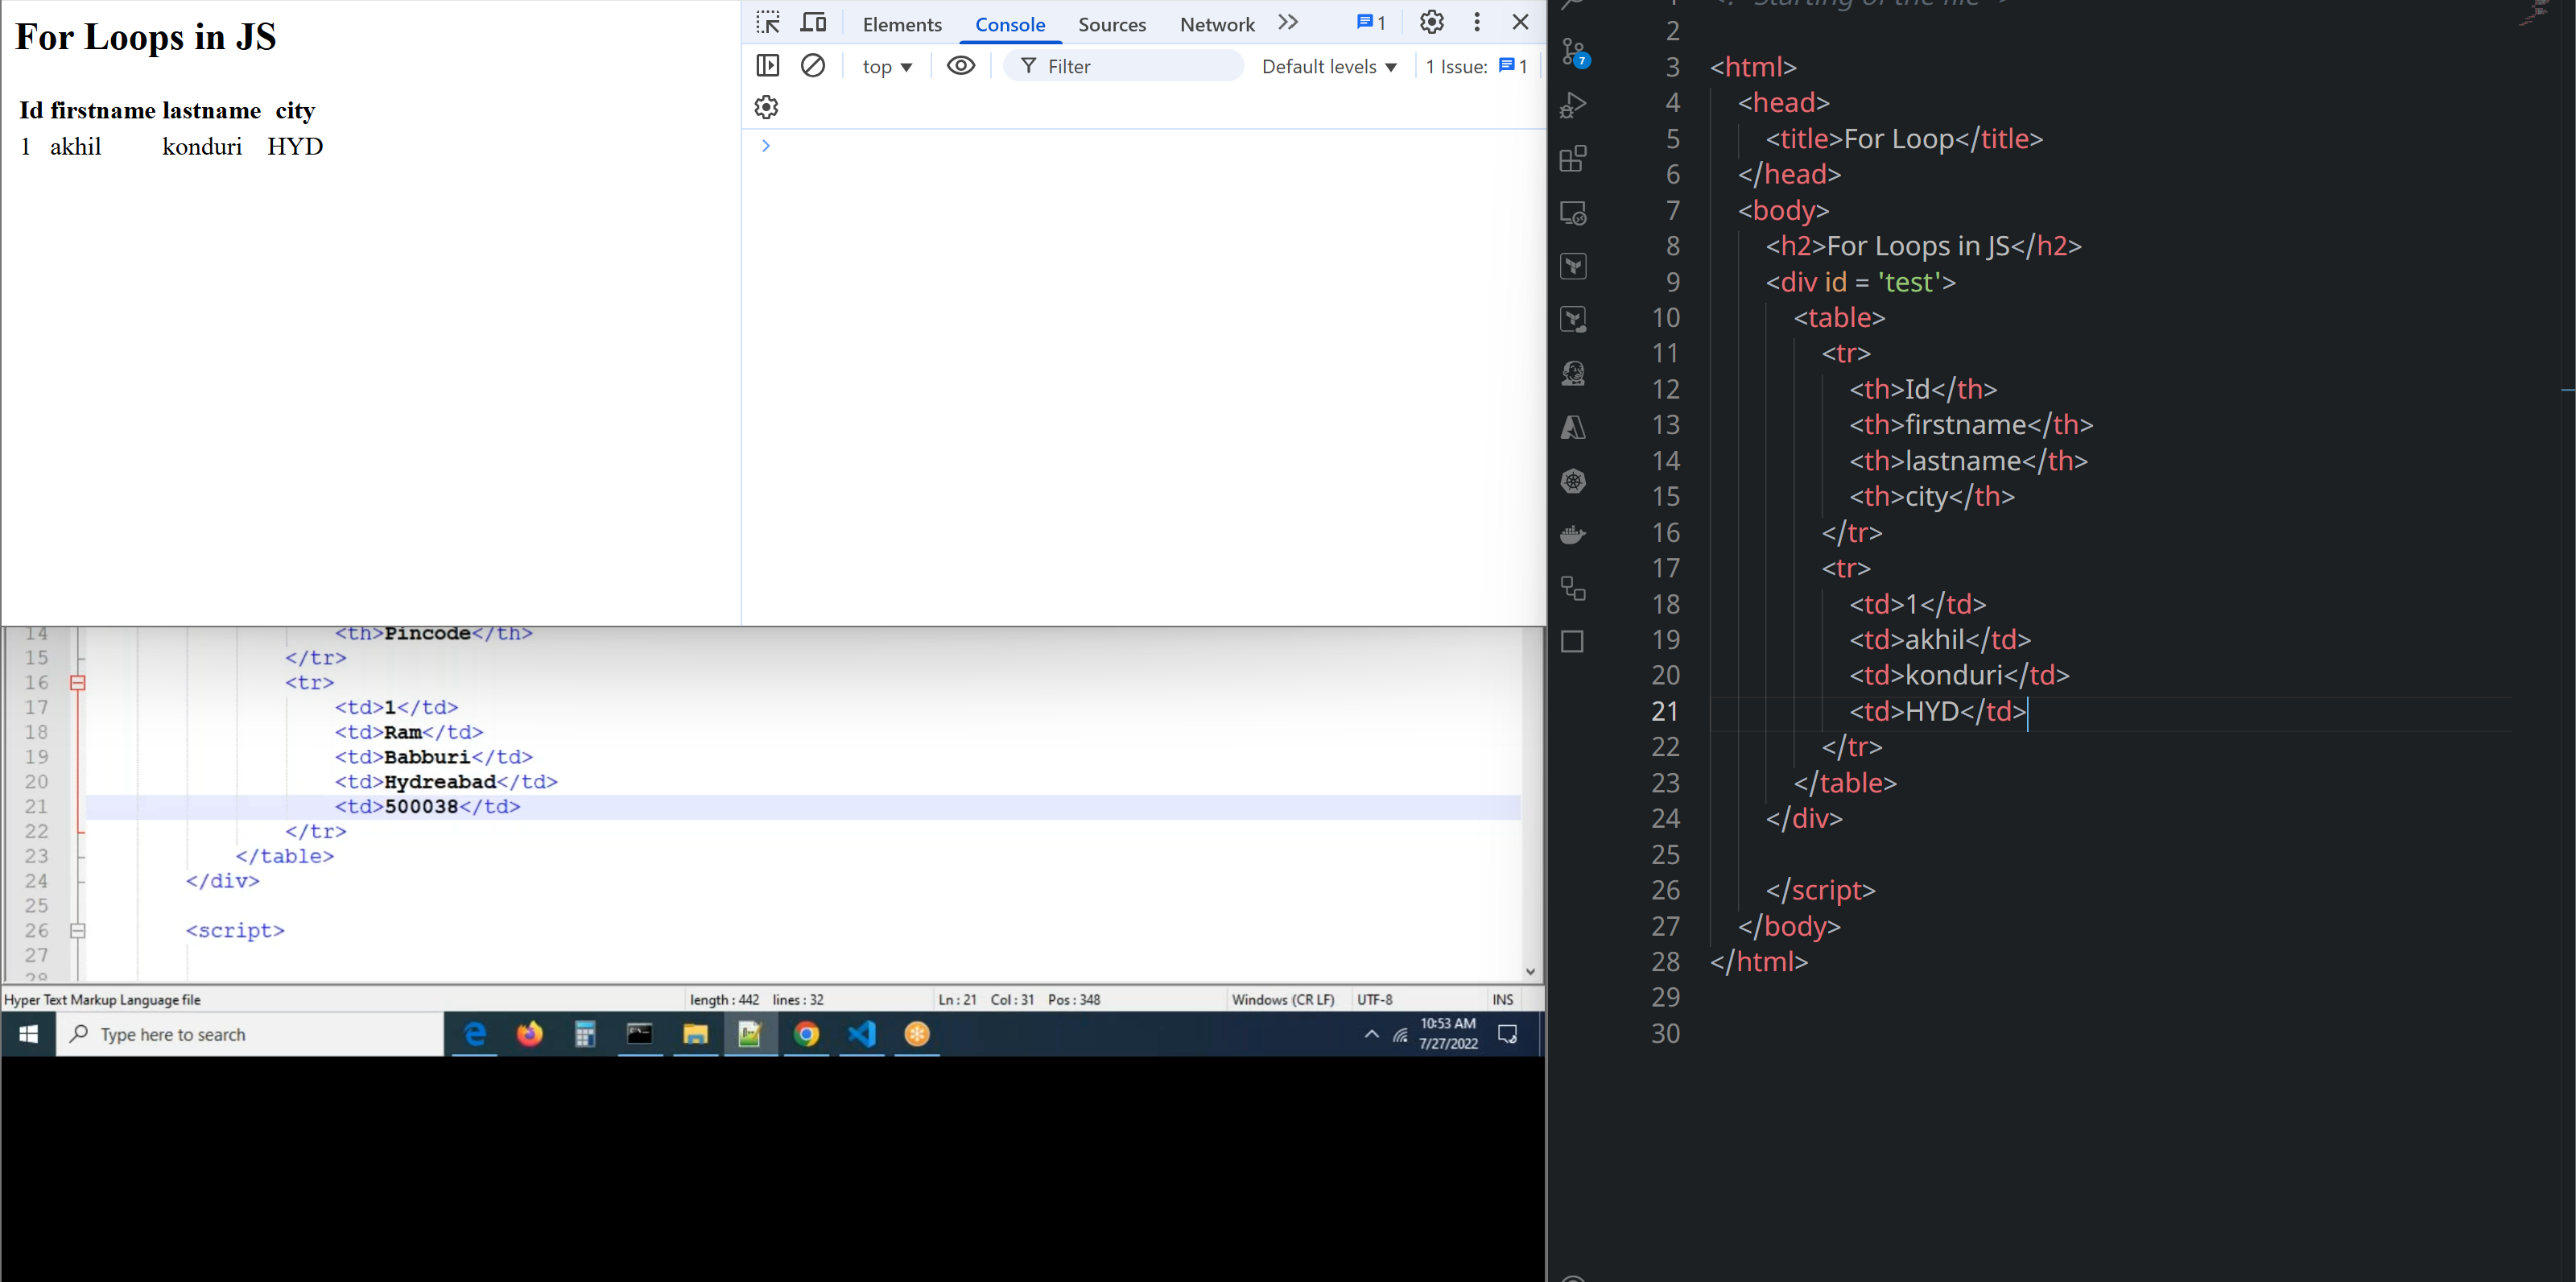 For Loops in JS
Id firstname lastname city
1 akhil konduri HYD
Elements Console Sources Network 1
top Filter Default levels 1 Issue: 1
14 <th>Pincode</th>
15 </tr>
16 <tr>
17 <td>1</td>
18 <td>Ram</td>
19 <td>Babburi</td>
20 <td>Hydreabad</td>
21 <td>500038</td>
22 </tr>
23 </table>
24 </div>
25
26 <script>
27
28
Hyper Text Markup Language file length : 442 lines : 32 Ln : 21 Col : 31 Pos : 348 Windows (CR LF) UTF-8 INS
Type here to search
10:53 AM
7/27/2022
7
1 Starting of the file
2
3 <html>
4 <head>
5 <title>For Loop</title>
6 </head>
7 <body>
8 <h2>For Loops in JS</h2>
9 <div id = 'test'>
10 <table>
11 <tr>
12 <th>Id</th>
13 <th>firstname</th>
14 <th>lastname</th>
15 <th>city</th>
16 </tr>
17 <tr>
18 <td>1</td>
19 <td>akhil</td>
20 <td>konduri</td>
21 <td>HYD</td>
22 </tr>
23 </table>
24 </div>
25
26 </script>
27 </body>
28 </html>
29
30